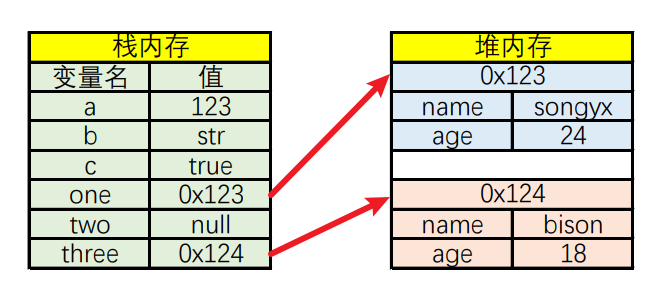 栈内存
变量名 值
a 123
b str
c true
one 0x123
two null
three 0x124
堆内存
0x123
name songyx
age 24
0x124
name bison
age 18